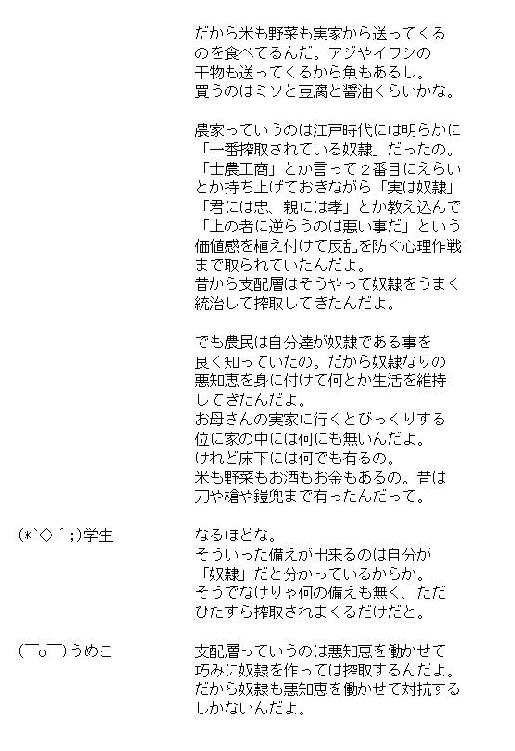 だから米も野菜も実家から送ってくる
のを食べてるんだ。アジやイワシの
干物も送ってくるから魚もあるし。
買うのはミソと豆腐と醤油くらいかな。
農家っていうのは江戸時代には明らかに
「一番搾取されている奴隷」だったの。
「士農工商」とか言って2番目にえらい
とか持ち上げておきながら「実は奴隷」
「君には忠、親には孝」とか教え込んで
「上の者に逆らうのは悪い事だ」という
価値感を植え付けて反乱を防ぐ心理作戦
まで取られていたんだよ。
昔から支配層はそうやって奴隷をうまく
統治して搾取してきたんだよ。
でも農民は自分達が奴隷である事を
良く知っていたの。だから奴隷なりの
悪知恵を身に付けて何とか生活を維持
してきたんだよ。
お母さんの実家に行くとびっくりする
位に家の中には何にも無いんだよ。
けれど床下には何でも有るの。
米も野菜もお酒もお金もあるの。昔は
刀や槍や鎧兜まで有ったんだって。
(*`◇´;)学生 なるほどな。
そういった備えが出来るのは自分が
「奴隷」だと分かっているからか。
そうでなけりゃ何の備えも無く、ただ
ひたすら搾取されまくるだけだと。
(￣o￣)うめこ 支配層っていうのは悪知恵を働かせて
巧みに奴隷を作っては搾取するんだよ。
だから奴隷も悪知恵を働かせて対抗する
しかないんだよ。